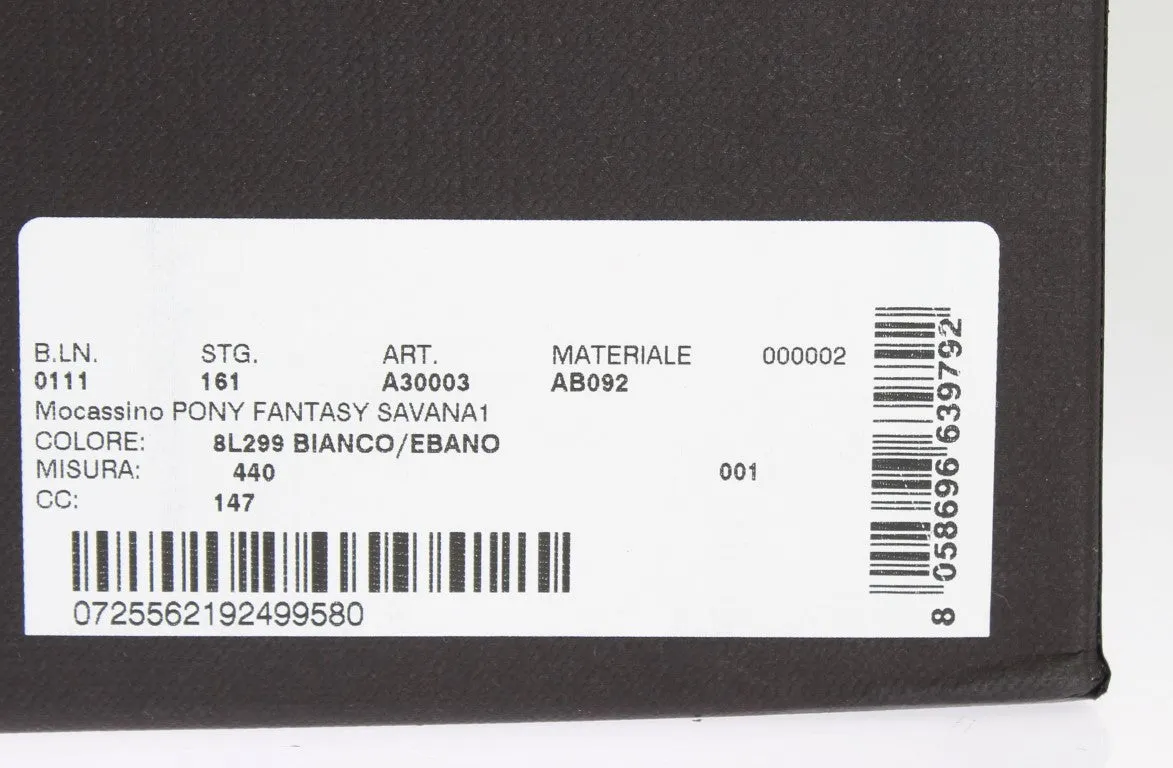 B.LN. STG. ART. MATERIALE 000002
0111 161 A30003 AB092
Mocassino PONY FANTASY SAVANA1
COLORE: 8L299 BIANCO/EBANO
MISURA: 440 001
CC: 147
0725562192499580
8 058696 639792